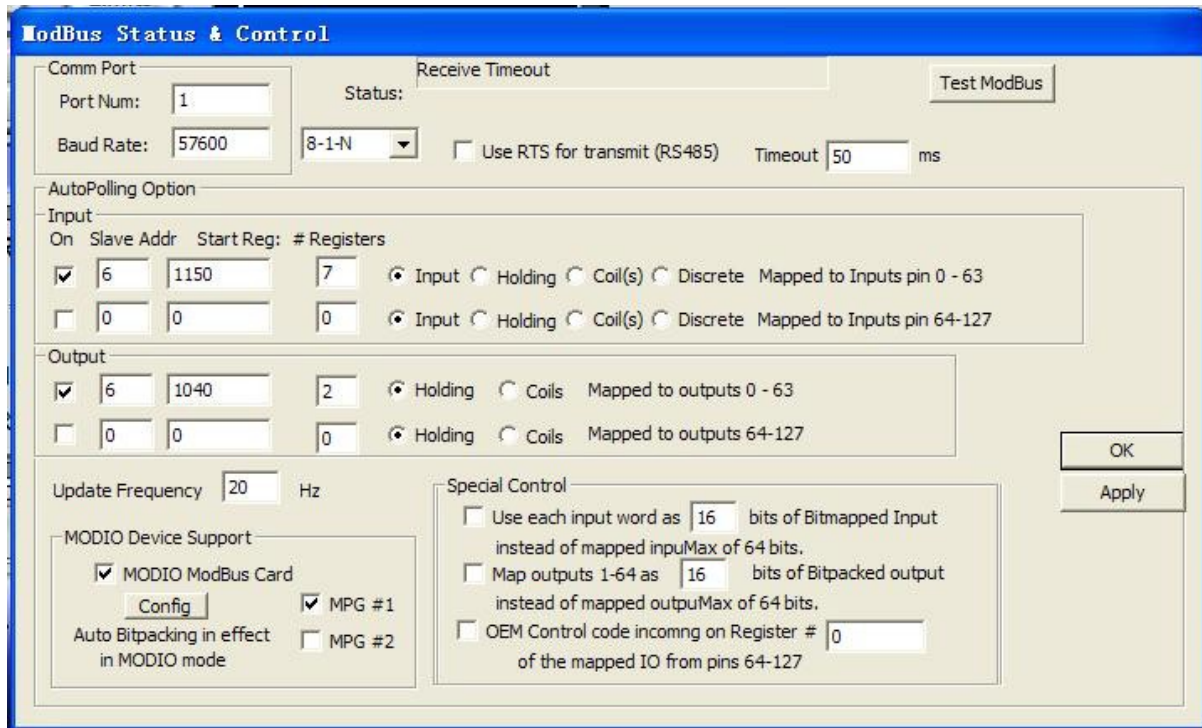 ModBus Status & Control
Comm Port
Port Num: 1
Baud Rate: 57600
8-1-N
Status: Receive Timeout
Test ModBus
Use RTS for transmit (RS485) Timeout 50 ms
AutoPolling Option
Input
On Slave Addr Start Reg: # Registers
6 1150 7 Input Holding Coil(s) Discrete Mapped to Inputs pin 0 - 63
0 0 0 Input Holding Coil(s) Discrete Mapped to Inputs pin 64-127
Output
6 1040 2 Holding Coils Mapped to outputs 0 - 63
0 0 0 Holding Coils Mapped to outputs 64-127
OK
Apply
Update Frequency 20 Hz
MODIO Device Support
MODIO ModBus Card
Config MPG #1
Auto Bitpacking in effect
in MODIO mode
MPG #2
Special Control
Use each input word as 16 bits of Bitmapped Input
instead of mapped inpuMax of 64 bits.
Map outputs 1-64 as 16 bits of Bitpacked output
instead of mapped outpuMax of 64 bits.
OEM Control code incomng on Register # 0
of the mapped IO from pins 64-127